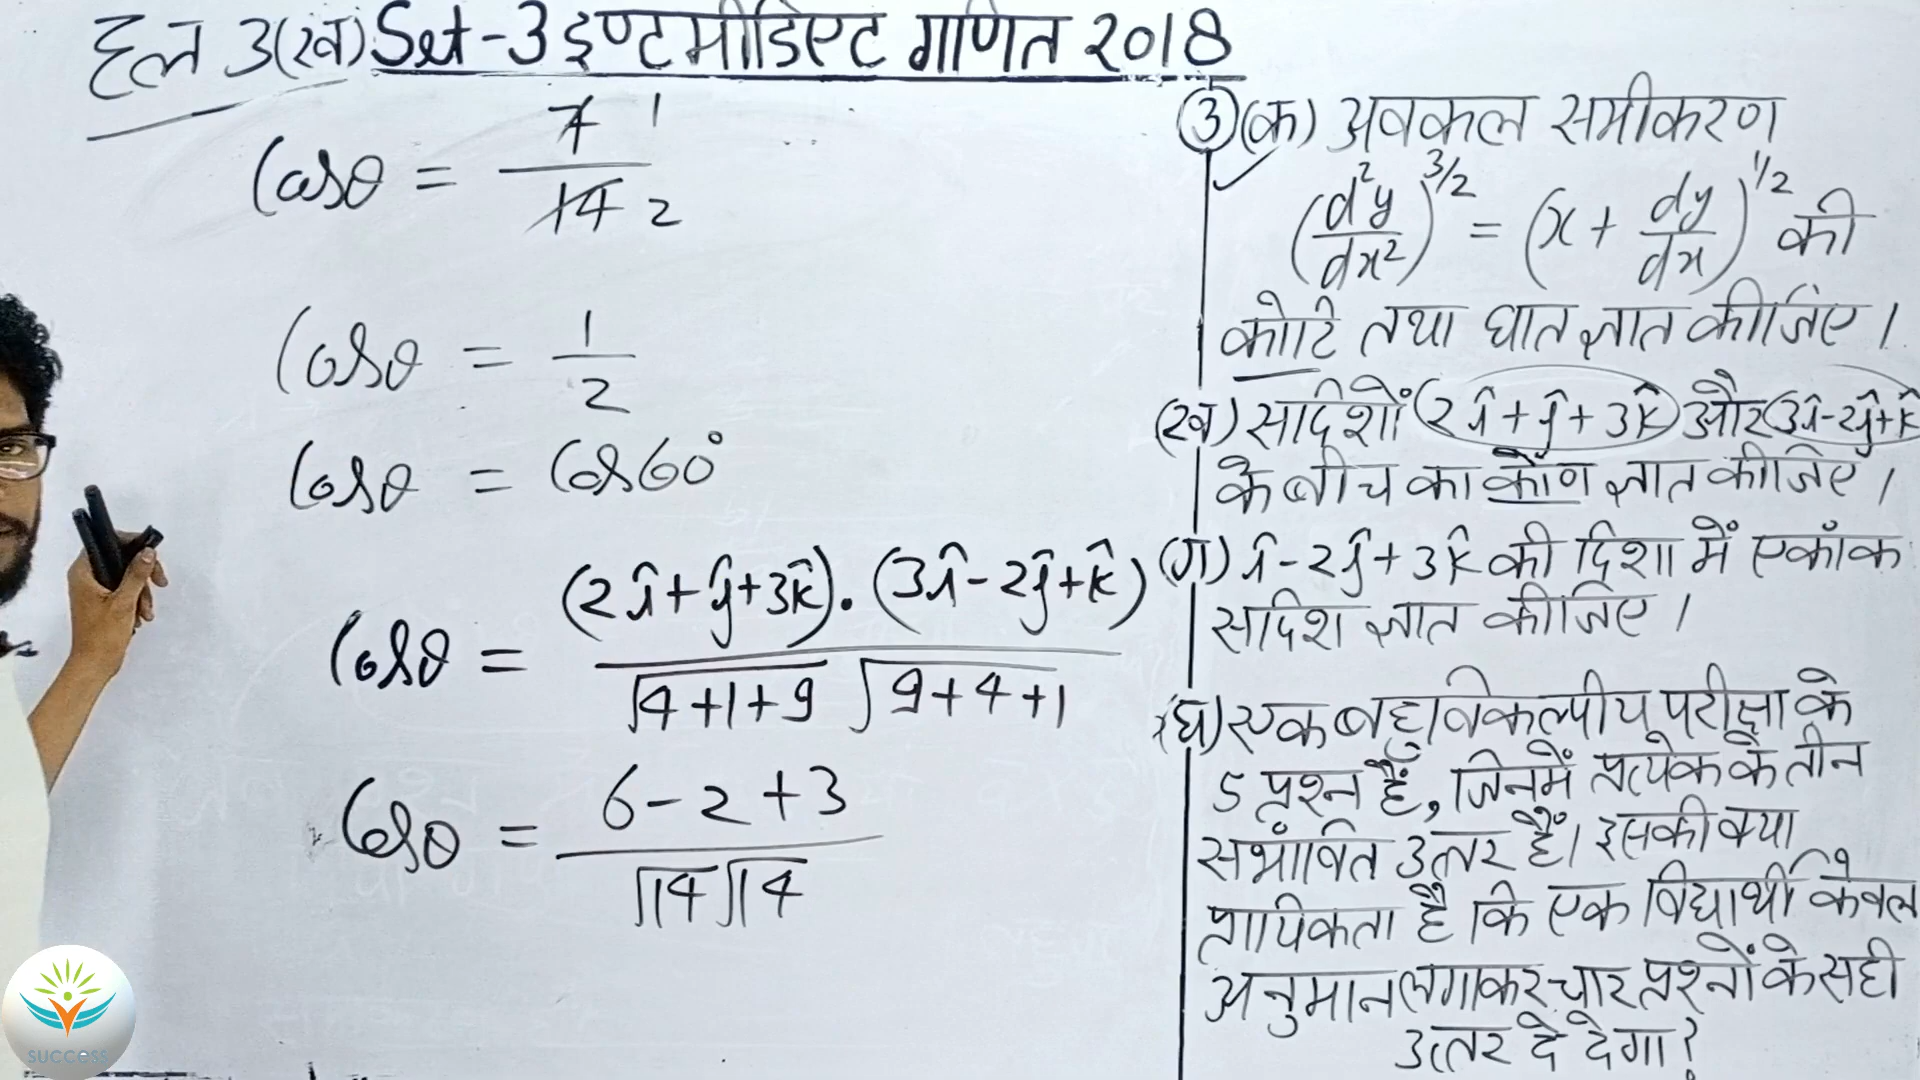 हल 3(ख) Set-3 इण्टरमीडिएट गणित 2018
Cosθ = 7 1 / 14 2
Cosθ = 1/2
Cosθ = Cos60°
Cosθ = (2î+ĵ+3k̂).(3î-2ĵ+k̂) / √4+1+9 √9+4+1
Cosθ = 6-2+3 / √14√14
③(क) अवकल समीकरण
(d²y/dx²)^3/2 = (x + dy/dx)^1/2 की
कोटि तथा घात ज्ञात कीजिए।
(ख) सदिशों (2î+ĵ+3k̂) और (3î-2ĵ+k̂
के बीच का कोण ज्ञात कीजिए।
(ग) î-2ĵ+3k̂ की दिशा में एकांक
सदिश ज्ञात कीजिए।
(घ) एक बहुविकल्पीय परीक्षा के
5 प्रश्न हैं, जिनमें प्रत्येक के तीन
संभावित उत्तर हैं। इसकी क्या
प्रायिकता है कि एक विद्यार्थी केवल
अनुमान लगाकर चार प्रश्नों के सही
उत्तर दे देगा?
success